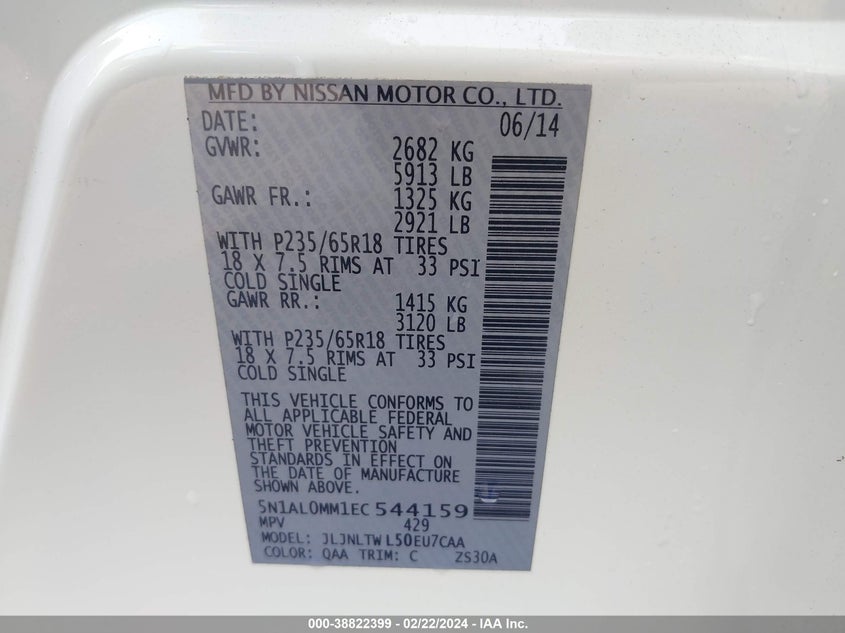 MFD BY NISSAN MOTOR CO., LTD.
DATE: 06/14
GVWR: 2682 KG
5913 LB
GAWR FR.: 1325 KG
2921 LB
WITH P235/65R18 TIRES
18 X 7.5 RIMS AT 33 PSI
COLD SINGLE
GAWR RR.: 1415 KG
3120 LB
WITH P235/65R18 TIRES
18 X 7.5 RIMS AT 33 PSI
COLD SINGLE
THIS VEHICLE CONFORMS TO
ALL APPLICABLE FEDERAL
MOTOR VEHICLE SAFETY AND
THEFT PREVENTION
STANDARDS IN EFFECT ON
THE DATE OF MANUFACTURE
SHOWN ABOVE.
5N1AL0MM1EC544159
MPV 429
MODEL: JLJNLTWL50EU7CAA
COLOR: QAA TRIM: C ZS30A
000-38822399 - 02/22/2024 - IAA Inc.